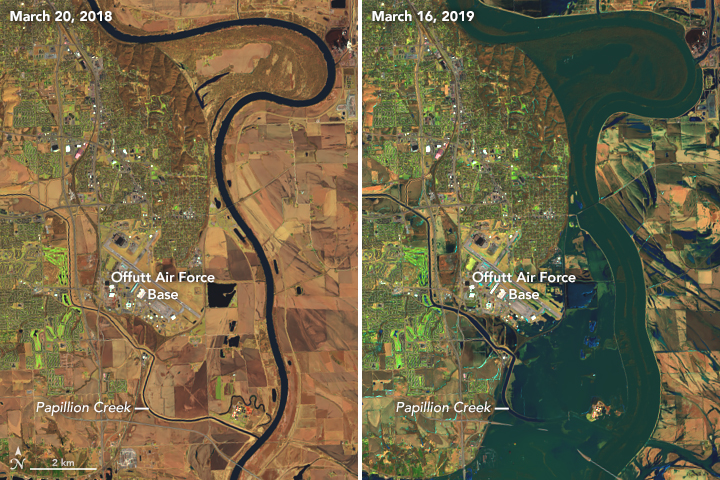 March 20, 2018
March 16, 2019
Offutt Air Force
Base
Offutt Air Force
Base
Papillion Creek
Papillion Creek
N
2 km